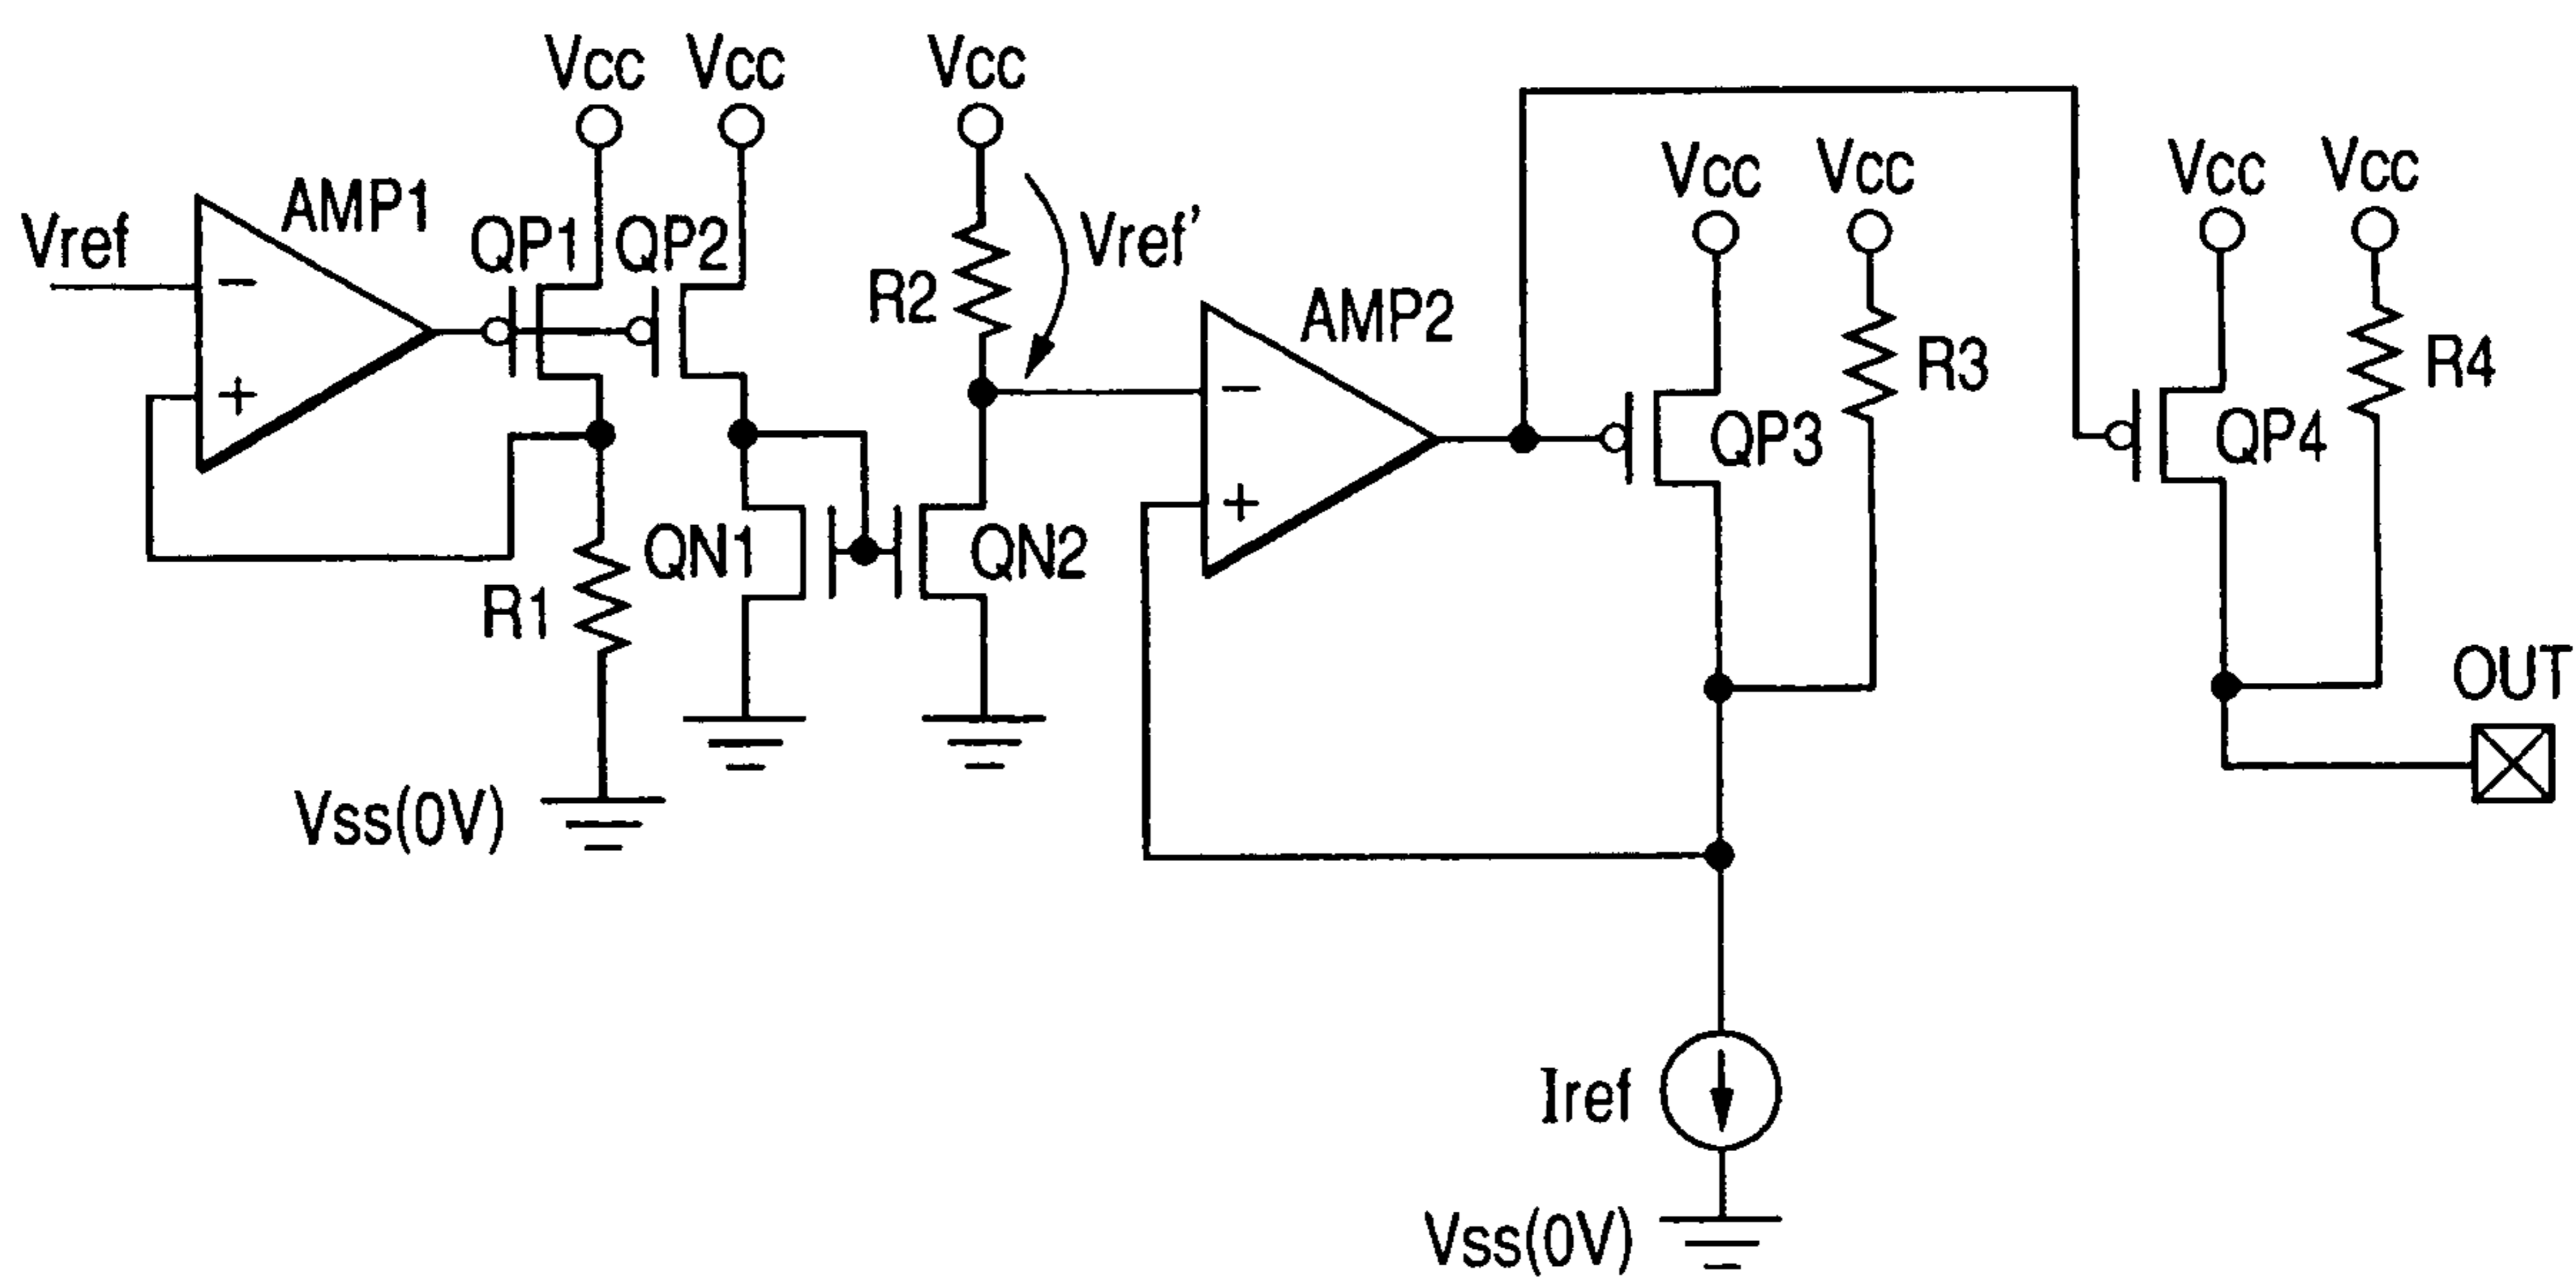 Vcc Vcc Vcc
Vref
AMP1
QP1 QP2
−
+
R2
Vref'
Vcc Vcc
Vcc Vcc
AMP2
−
+
QP3
R3
QP4
R4
QN1
QN2
R1
OUT
Vss(0V)
Iref
Vss(0V)